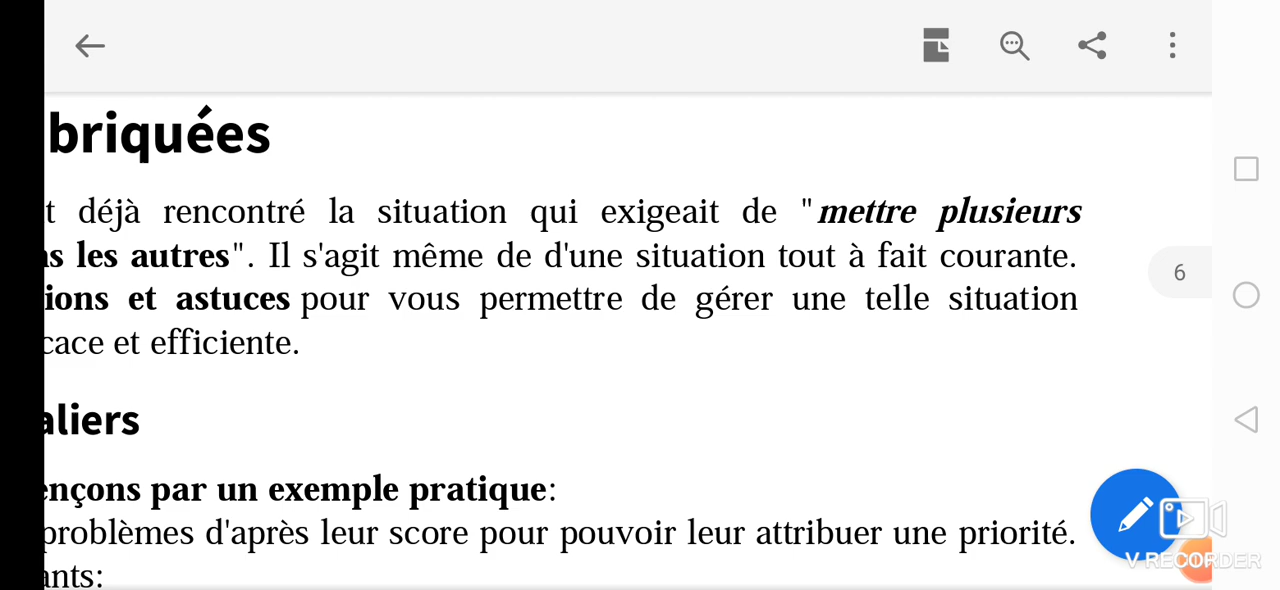 briquées
t déjà rencontré la situation qui exigeait de "mettre plusieurs
ns les autres". Il s'agit même de d'une situation tout à fait courante.
ions et astuces pour vous permettre de gérer une telle situation
cace et efficiente.
aliers
ençons par un exemple pratique:
problèmes d'après leur score pour pouvoir leur attribuer une priorité.
ants:
6
V RECORDER